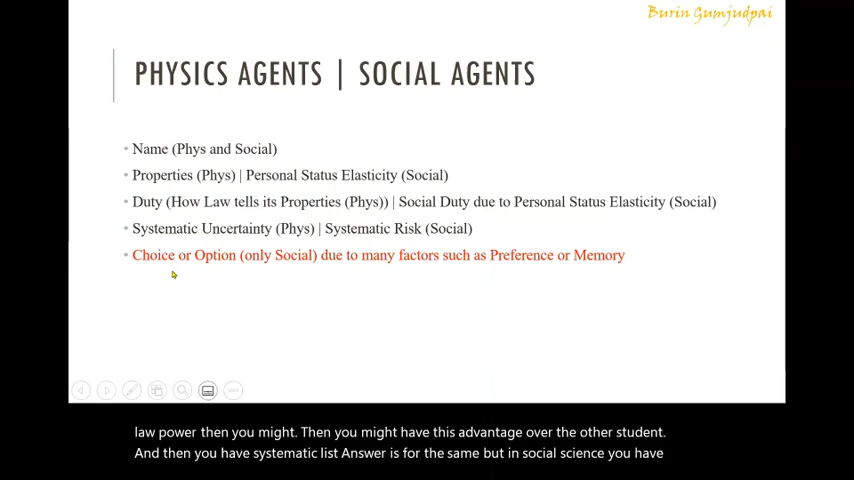 Burin Gumjudpai
PHYSICS AGENTS | SOCIAL AGENTS
• Name (Phys and Social)
• Properties (Phys) | Personal Status Elasticity (Social)
• Duty (How Law tells its Properties (Phys)) | Social Duty due to Personal Status Elasticity (Social)
• Systematic Uncertainty (Phys) | Systematic Risk (Social)
• Choice or Option (only Social) due to many factors such as Preference or Memory
law power then you might. Then you might have this advantage over the other student.
And then you have systematic list Answer is for the same but in social science you have